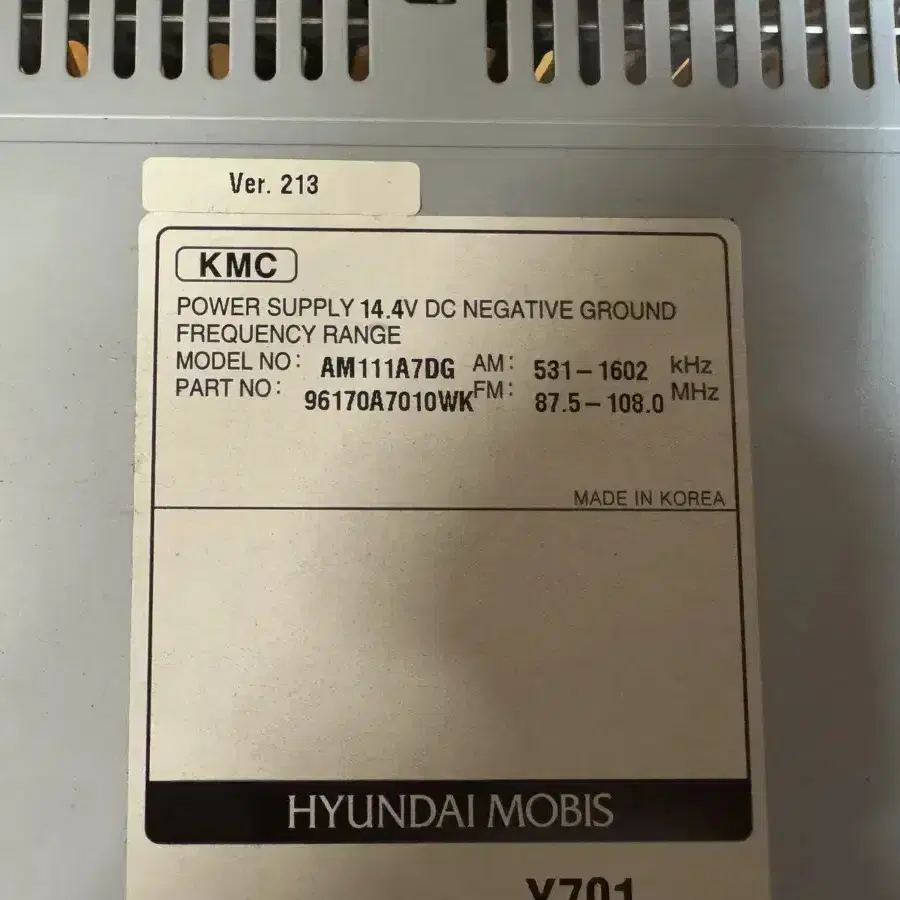 Ver. 213
KMC
POWER SUPPLY 14.4V DC NEGATIVE GROUND
FREQUENCY RANGE
MODEL NO: AM111A7DG AM: 531-1602 kHz
PART NO: 96170A7010WK FM: 87.5-108.0 MHz
MADE IN KOREA
HYUNDAI MOBIS
Y701